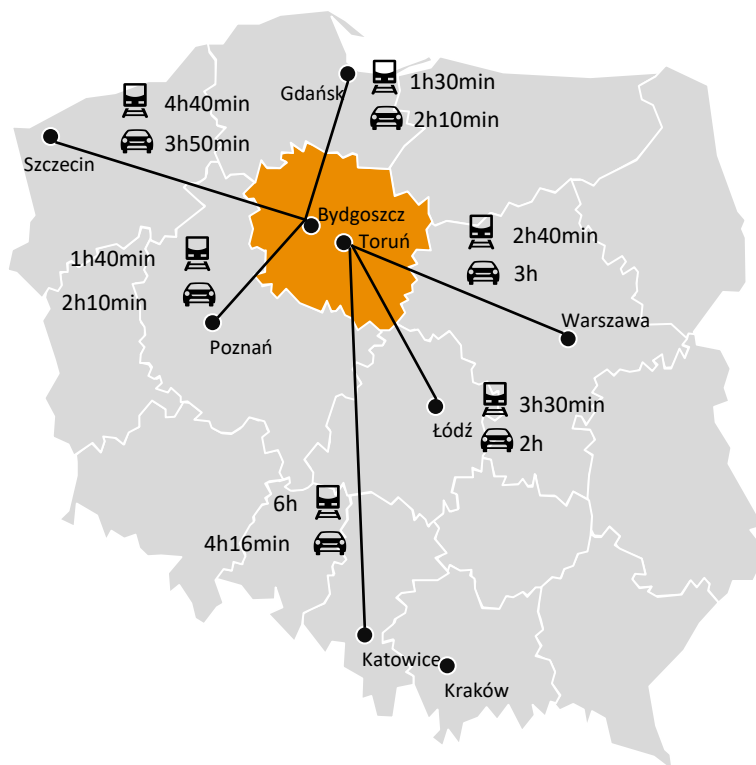 1h30min
Gdańsk
2h10min
4h40min
3h50min
Szczecin
Bydgoszcz
Toruń
2h40min
3h
1h40min
2h10min
Warszawa
Poznań
3h30min
Łódź
2h
6h
4h16min
Katowice
Kraków